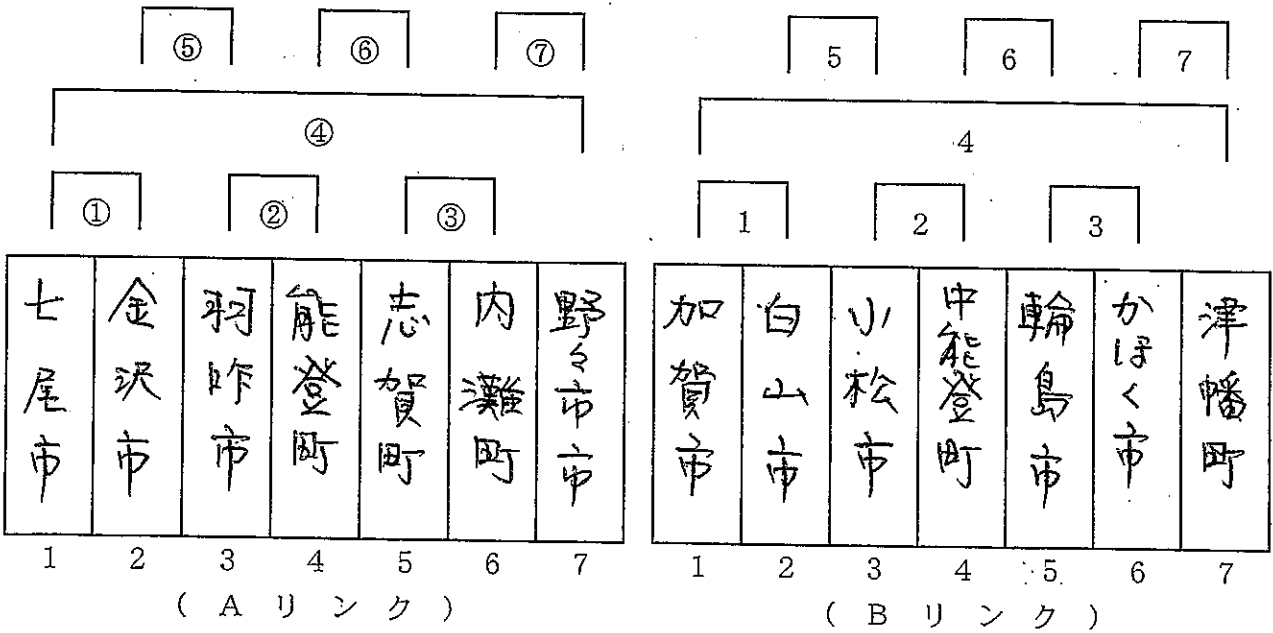 ⑤ ⑥ ⑦
④
① ② ③
七尾市
金沢市
羽咋市
能登町
志賀町
内灘町
野々市市
1 2 3 4 5 6 7
(Aリンク)
5 6 7
4
1 2 3
加賀市
白山市
小松市
中能登町
輪島市
かほく市
津幡町
1 2 3 4 5 6 7
(Bリンク)